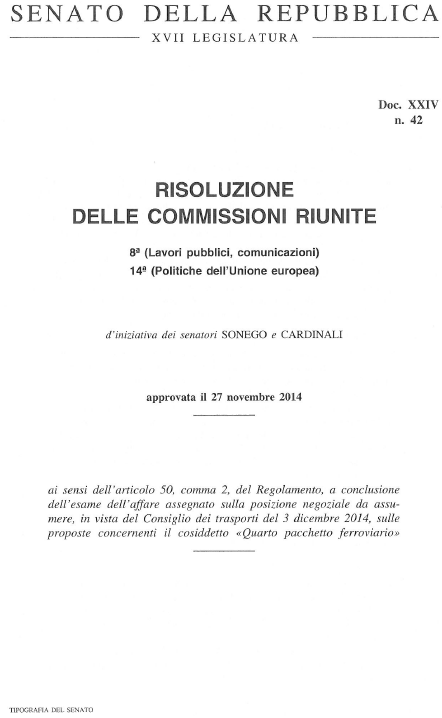 SENATO DELLA REPUBBLICA
XVII LEGISLATURA
Doc. XXIV
n. 42
RISOLUZIONE
DELLE COMMISSIONI RIUNITE
8ª (Lavori pubblici, comunicazioni)
14ª (Politiche dell'Unione europea)
d'iniziativa dei senatori SONEGO e CARDINALI
approvata il 27 novembre 2014
ai sensi dell'articolo 50, comma 2, del Regolamento, a conclusione
dell'esame dell'affare assegnato sulla posizione negoziale da assu-
mere, in vista del Consiglio dei trasporti del 3 dicembre 2014, sulle
proposte concernenti il cosiddetto «Quarto pacchetto ferroviario»
TIPOGRAFIA DEL SENATO